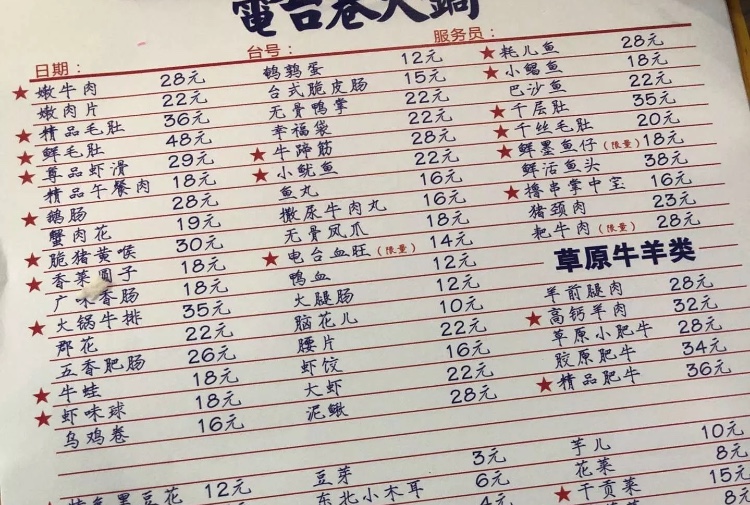 電台巷火鍋
日期：
台号：
服务员：
★嫩牛肉 28元
嫩肉片 22元
★精品毛肚 36元
★鲜毛肚 48元
★尊品虾滑 29元
精品午餐肉 18元
★鹅肠 28元
蟹肉花 19元
★脆猪黄喉 30元
★香菜圆子 18元
广味香肠 18元
★火锅牛排 35元
郡花 22元
五香肥肠 26元
★牛蛙 18元
★虾味球 18元
乌鸡卷 16元
鹌鹑蛋 12元
台式脆皮肠 15元
无骨鸭掌 22元
幸福袋 22元
★牛蹄筋 28元
★小鱿鱼 22元
鱼丸 16元
撒尿牛肉丸 16元
无骨凤爪 18元
★电台血旺(限量) 14元
鸭血 12元
火腿肠 12元
脑花儿 10元
腰片 22元
虾饺 16元
大虾 22元
泥鳅 28元
★耗儿鱼 28元
★小鲳鱼 18元
巴沙鱼 22元
★千层肚 35元
★千丝毛肚 20元
★鲜墨鱼仔(限量) 18元
鲜活鱼头 38元
★撸串掌中宝 16元
猪颈肉 23元
耙牛肉(限量) 28元
草原牛羊类
羊前腿肉 28元
★高钙羊肉 32元
草原小肥牛 28元
胶原肥牛 34元
★精品肥牛 36元
黑豆花 12元
豆芽 3元
东北小木耳 6元
4元
芋儿 10元
花菜 8元
★干贡菜 15元
8元